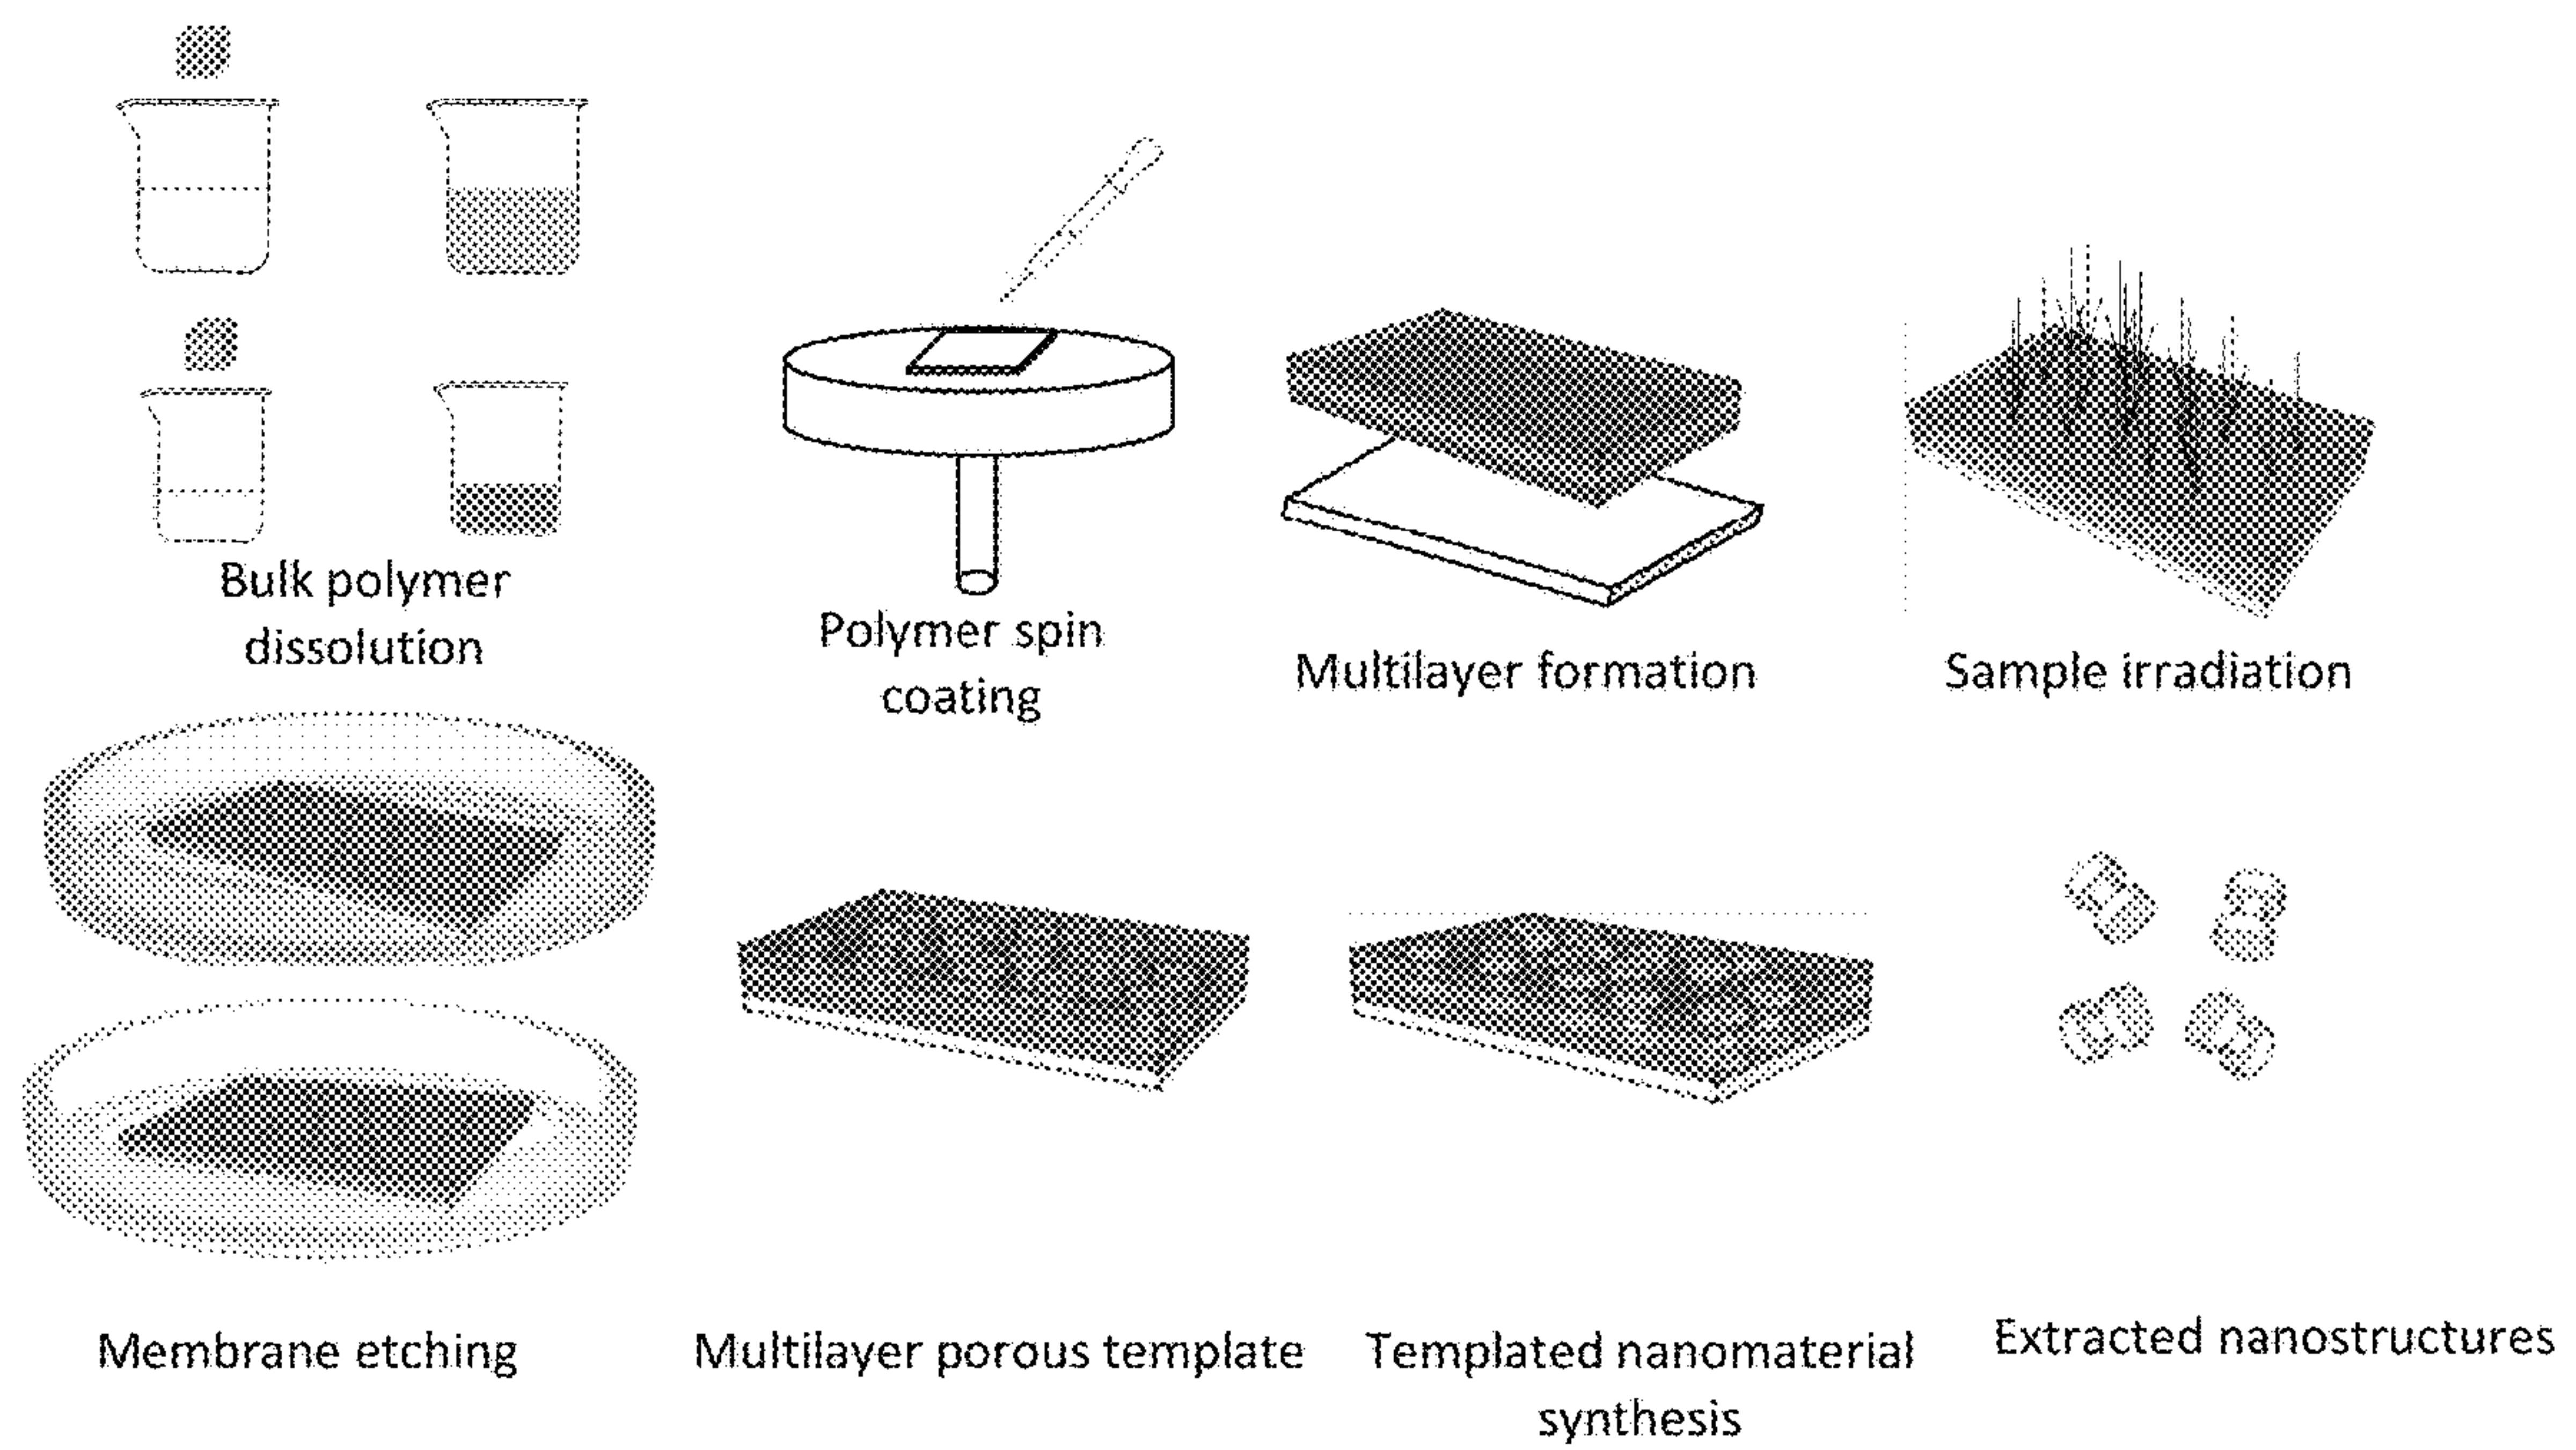 Bulk polymer
dissolution
Polymer spin
coating
Multilayer formation
Sample irradiation
Membrane etching
Multilayer porous template
Templated nanomaterial
synthesis
Extracted nanostructures